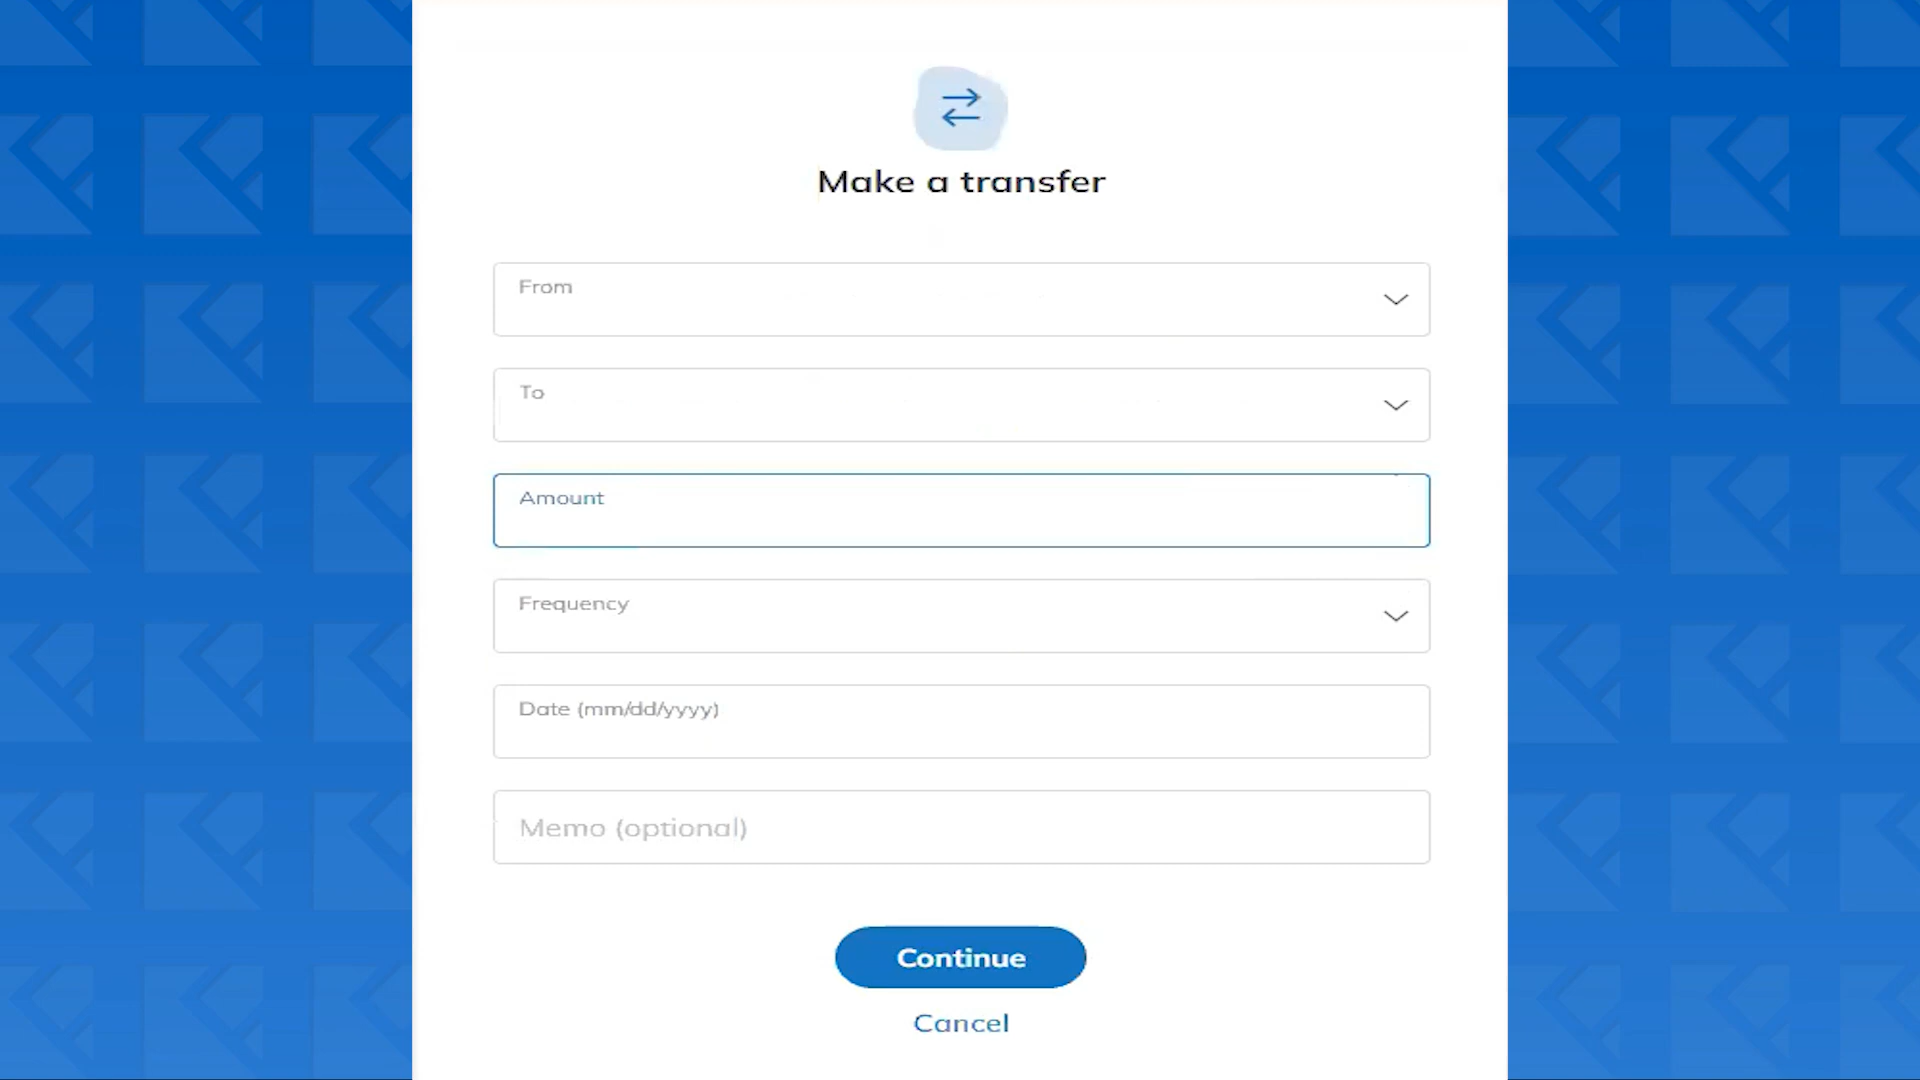 Make a transfer
From
To
Amount
Frequency
Date (mm/dd/yyyy)
Memo (optional)
Continue
Cancel